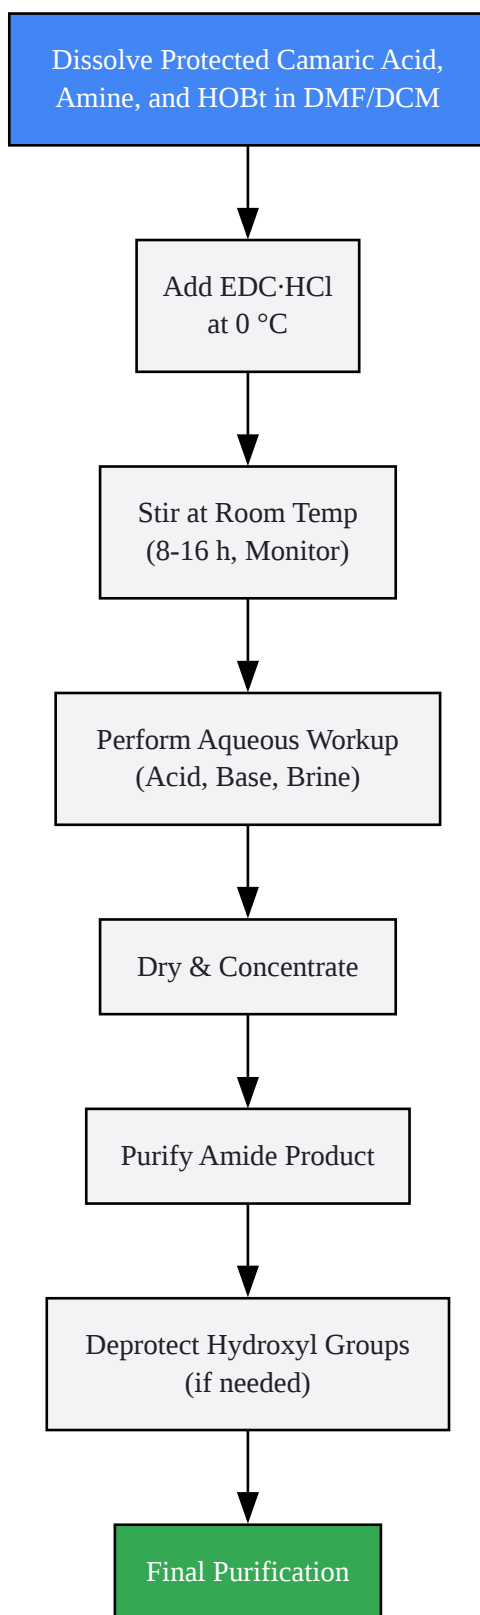 Dissolve Protected Camaric Acid,
Amine, and HOBt in DMF/DCM
Add EDC·HCl
at 0 °C
Stir at Room Temp
(8-16 h, Monitor)
Perform Aqueous Workup
(Acid, Base, Brine)
Dry & Concentrate
Purify Amide Product
Deprotect Hydroxyl Groups
(if needed)
Final Purification